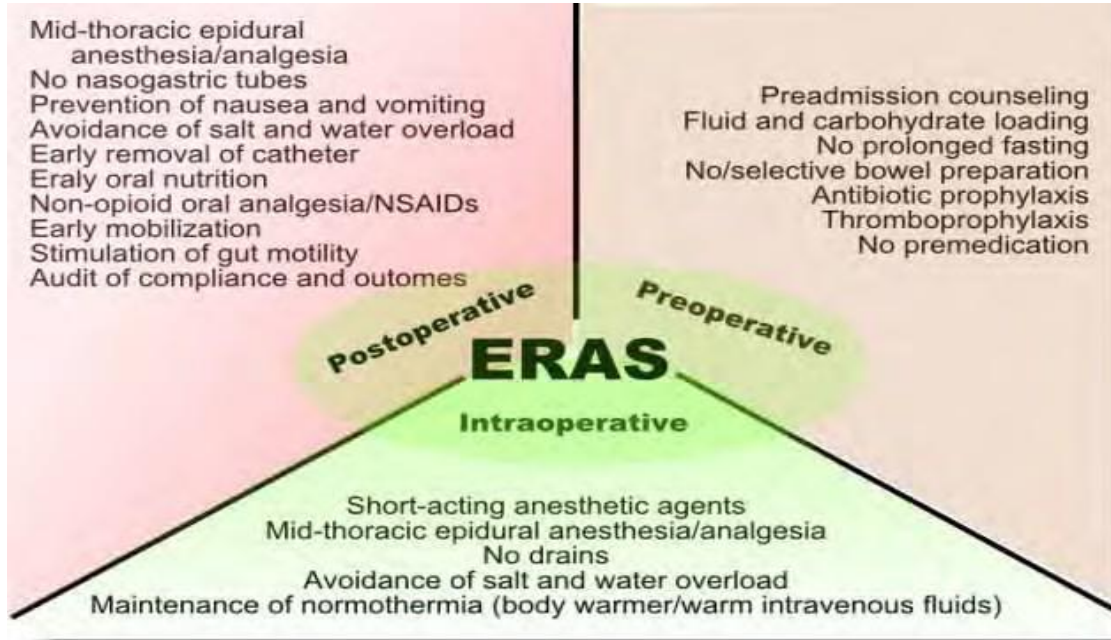 Mid-thoracic epidural
anesthesia/analgesia
No nasogastric tubes
Prevention of nausea and vomiting
Avoidance of salt and water overload
Early removal of catheter
Eraly oral nutrition
Non-opioid oral analgesia/NSAIDs
Early mobilization
Stimulation of gut motility
Audit of compliance and outcomes
Preadmission counseling
Fluid and carbohydrate loading
No prolonged fasting
No/selective bowel preparation
Antibiotic prophylaxis
Thromboprophylaxis
No premedication
Postoperative
Preoperative
ERAS
Intraoperative
Short-acting anesthetic agents
Mid-thoracic epidural anesthesia/analgesia
No drains
Avoidance of salt and water overload
Maintenance of normothermia (body warmer/warm intravenous fluids)